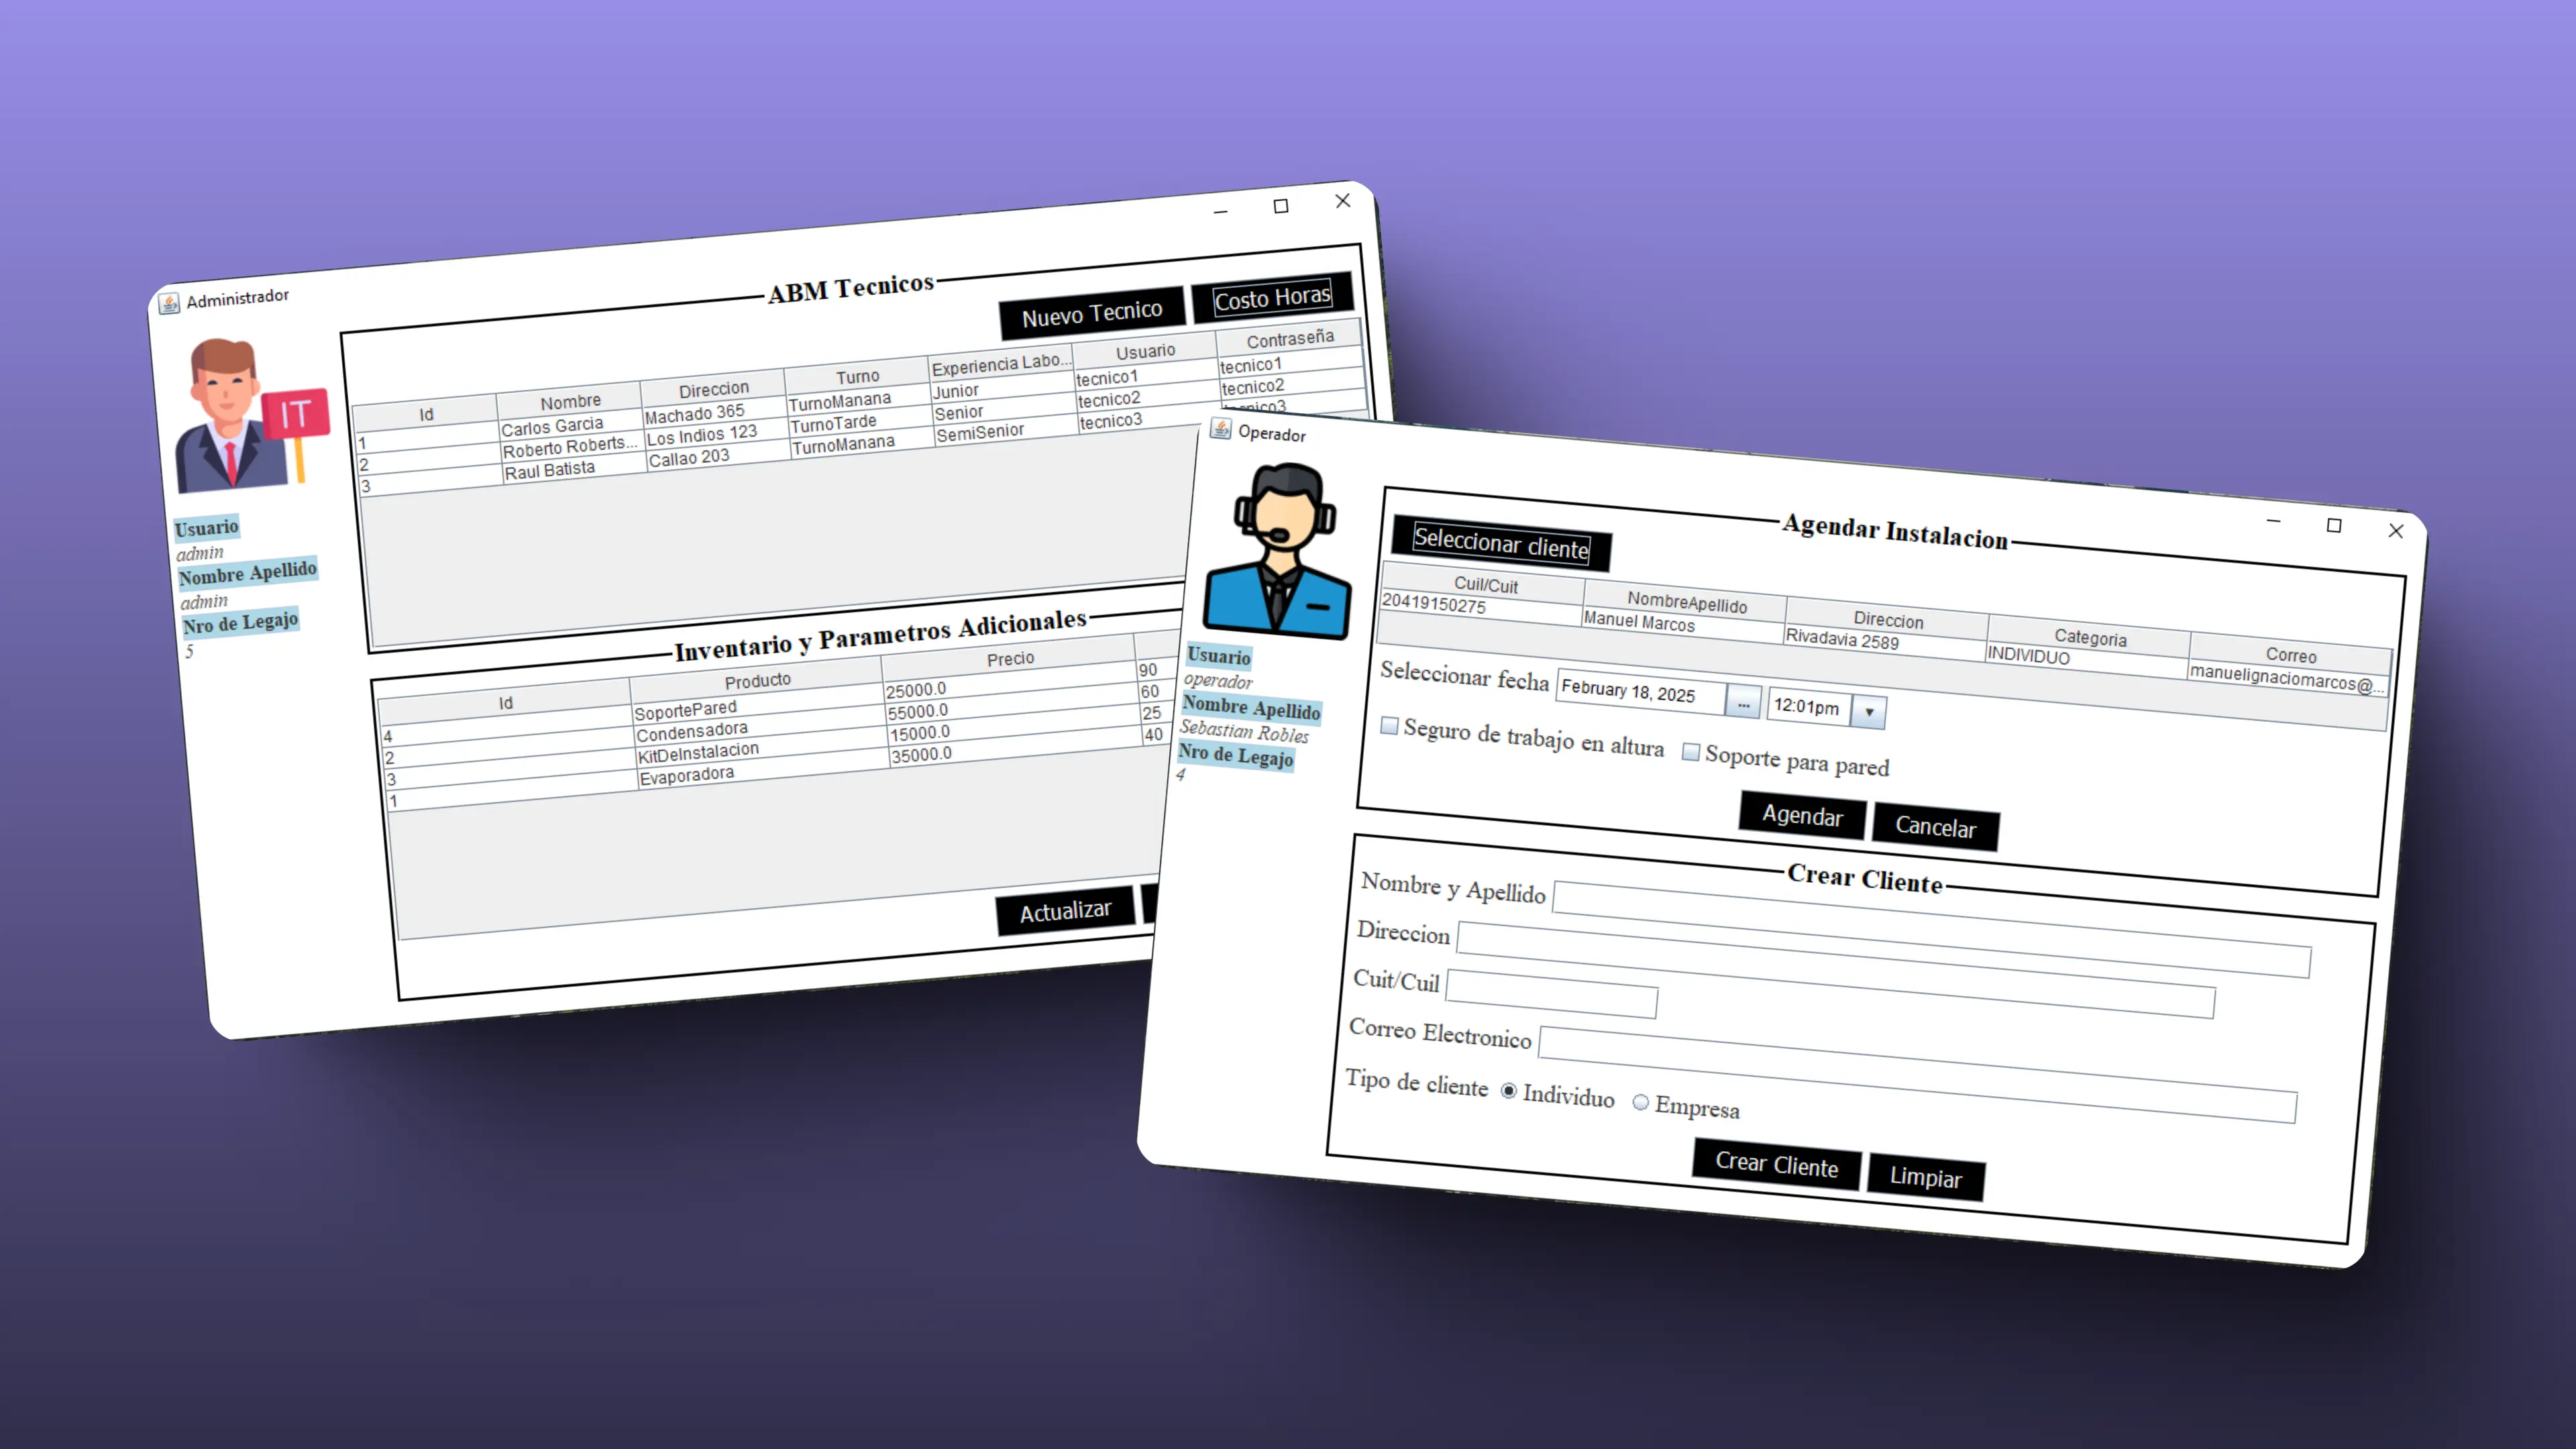 Administrador
IT
Usuario
admin
Nombre Apellido
admin
Nro de Legajo
5
ABM Tecnicos
Nuevo Tecnico Costo Horas
Id Nombre Direccion Turno Experiencia Labo... Usuario Contraseña
1 Carlos Garcia Machado 365 TurnoManana Junior tecnico1 tecnico1
2 Roberto Roberts... Los Indios 123 TurnoTarde Senior tecnico2 tecnico2
3 Raul Batista Callao 203 TurnoManana SemiSenior tecnico3 tecnico3
Inventario y Parametros Adicionales
Id Producto Precio
4 SoportePared 25000.0 90
2 Condensadora 55000.0 60
3 KitDeInstalacion 15000.0 25
1 Evaporadora 35000.0 40
Actualizar
Operador
Usuario
operador
Nombre Apellido
Sebastian Robles
Nro de Legajo
4
Agendar Instalacion
Seleccionar cliente
Cuil/Cuit NombreApellido Direccion Categoria Correo
20419150275 Manuel Marcos Rivadavia 2589 INDIVIDUO manuelignaciomarcos@...
Seleccionar fecha February 18, 2025 ... 12:01pm
Seguro de trabajo en altura Soporte para pared
Agendar Cancelar
Crear Cliente
Nombre y Apellido
Direccion
Cuit/Cuil
Correo Electronico
Tipo de cliente Individuo Empresa
Crear Cliente Limpiar